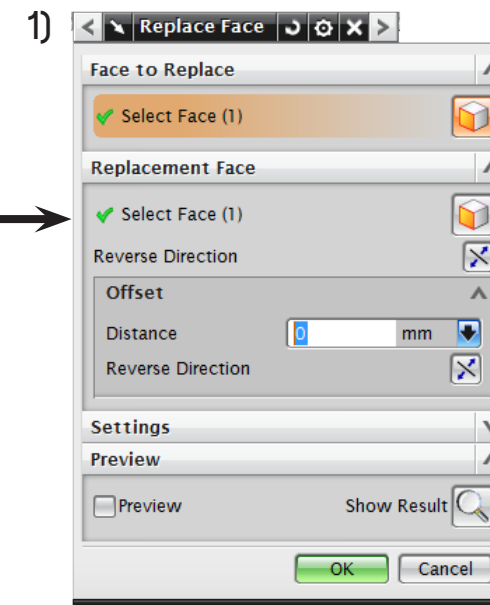 1)
Replace Face
Face to Replace
Select Face (1)
Replacement Face
Select Face (1)
Reverse Direction
Offset
Distance 0 mm
Reverse Direction
Settings
Preview
Preview Show Result
OK Cancel